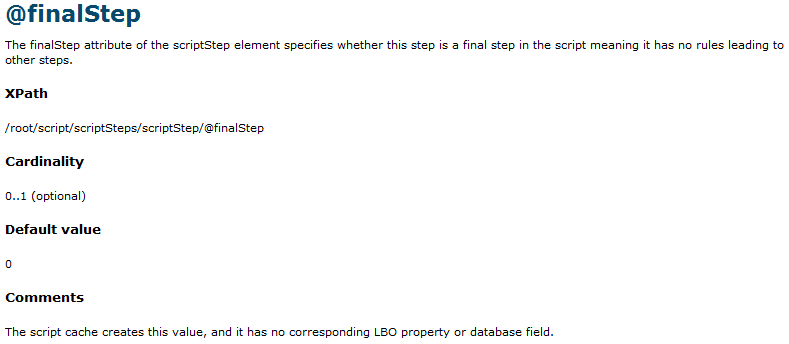 @finalStep
The finalStep attribute of the scriptStep element specifies whether this step is a final step in the script meaning it has no rules leading to
other steps.
XPath
/root/script/scriptSteps/scriptStep/@finalStep
Cardinality
0..1 (optional)
Default value
0
Comments
The script cache creates this value, and it has no corresponding LBO property or database field.